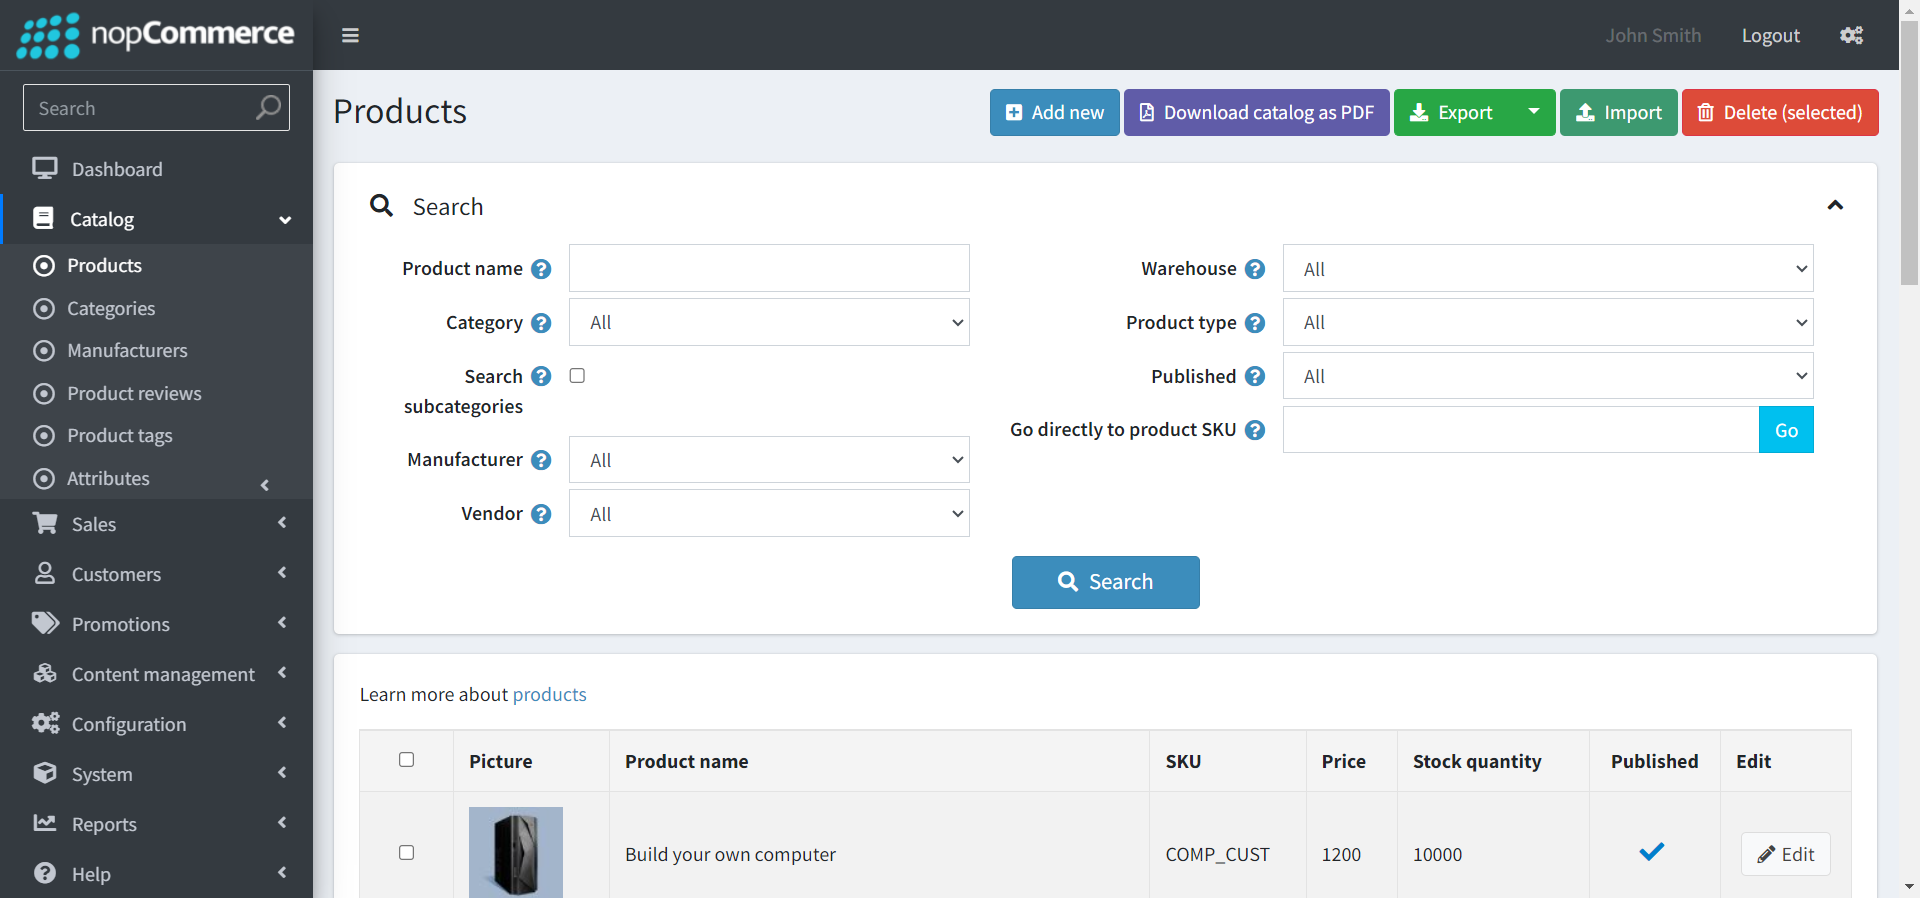 nopCommerce
John Smith
Logout
Search
Dashboard
Catalog
Products
Categories
Manufacturers
Product reviews
Product tags
Attributes
Sales
Customers
Promotions
Content management
Configuration
System
Reports
Help
Products
Add new
Download catalog as PDF
Export
Import
Delete (selected)
Search
Product name
Category All
Search subcategories
Manufacturer All
Vendor All
Warehouse All
Product type All
Published All
Go directly to product SKU Go
Search
Learn more about products
Picture Product name SKU Price Stock quantity Published Edit
Build your own computer COMP_CUST 1200 10000 Edit